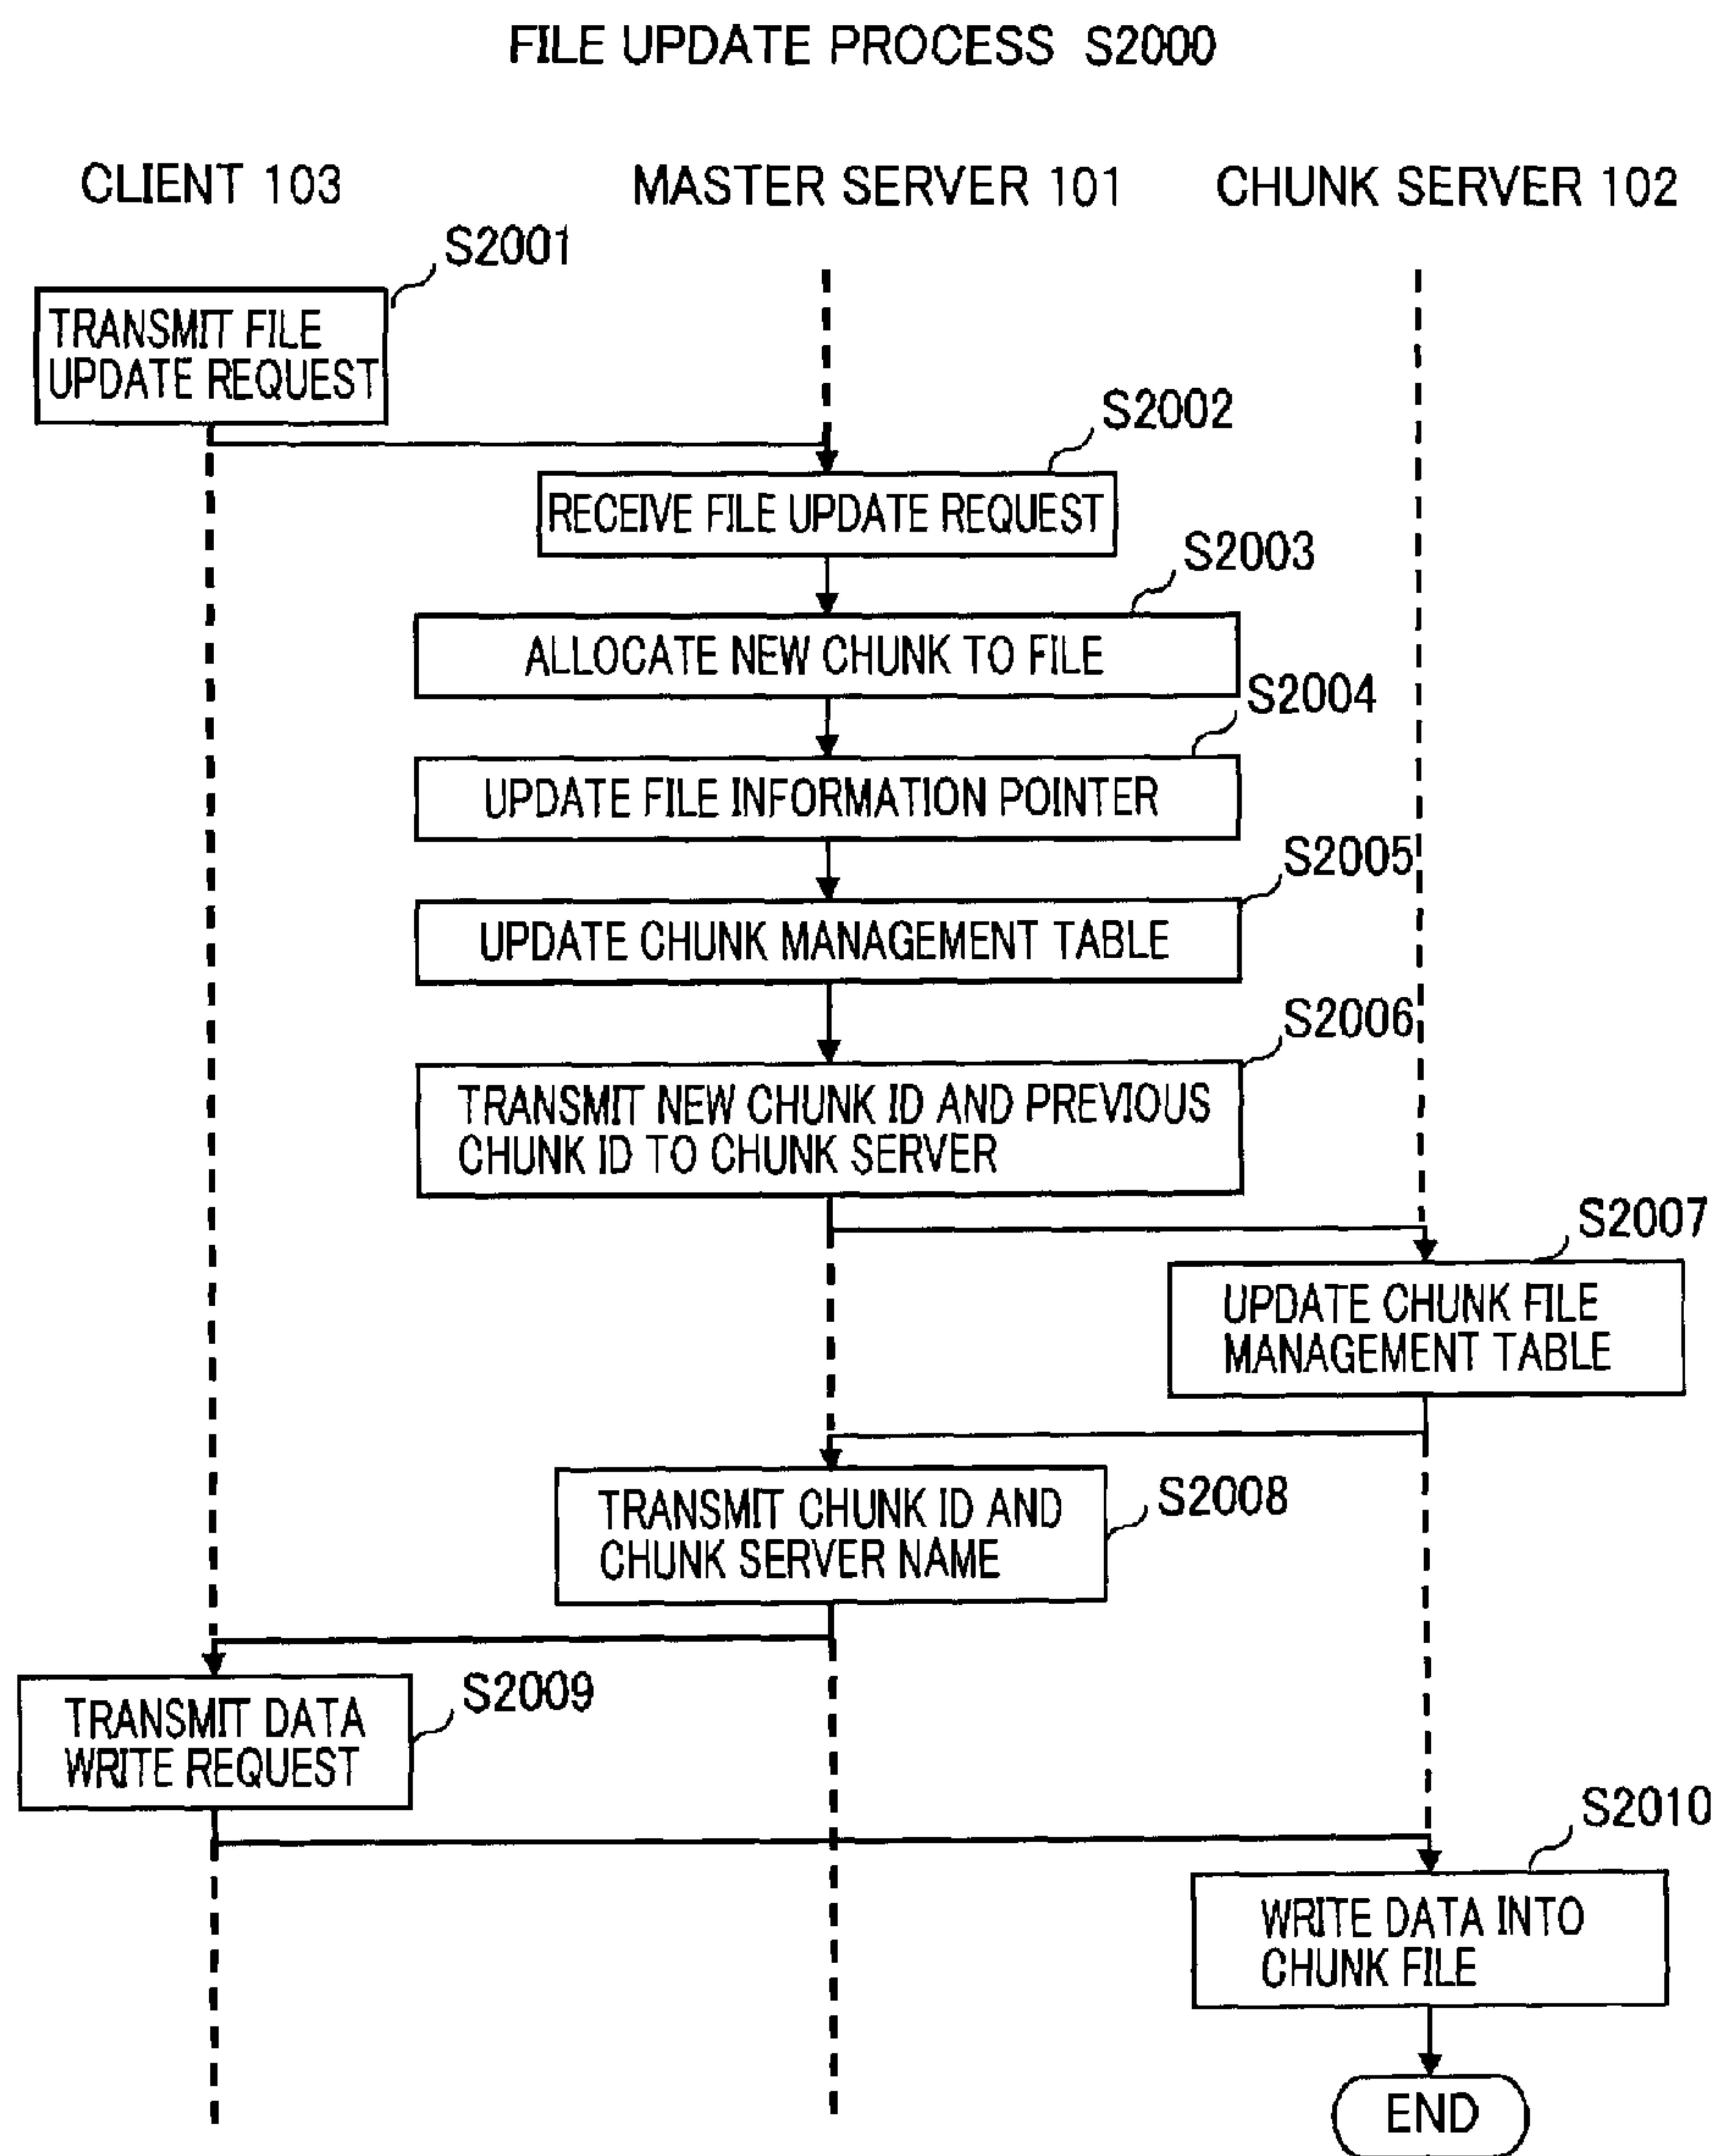 FILE UPDATE PROCESS S2000
CLIENT 103
MASTER SERVER 101
CHUNK SERVER 102
S2001
TRANSMIT FILE
UPDATE REQUEST
S2002
RECEIVE FILE UPDATE REQUEST
S2003
ALLOCATE NEW CHUNK TO FILE
S2004
UPDATE FILE INFORMATION POINTER
S2005
UPDATE CHUNK MANAGEMENT TABLE
S2006
TRANSMIT NEW CHUNK ID AND PREVIOUS
CHUNK ID TO CHUNK SERVER
S2007
UPDATE CHUNK FILE
MANAGEMENT TABLE
S2008
TRANSMIT CHUNK ID AND
CHUNK SERVER NAME
S2009
TRANSMIT DATA
WRITE REQUEST
S2010
WRITE DATA INTO
CHUNK FILE
END